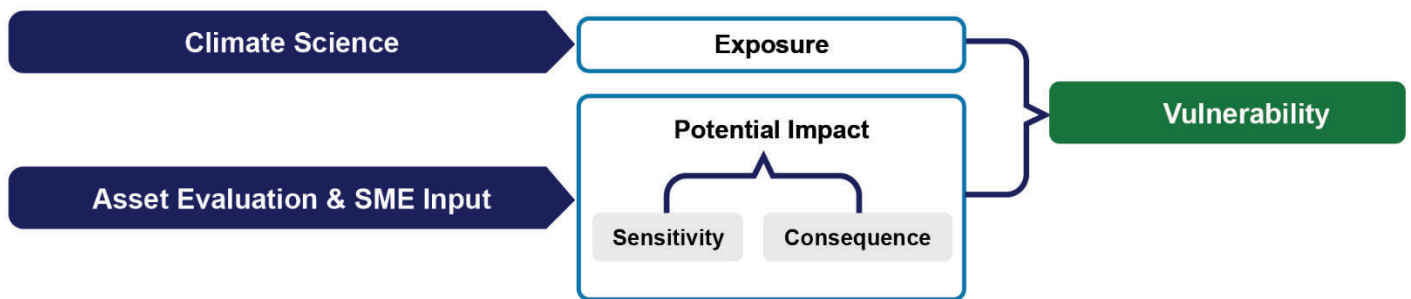 Climate Science
Exposure
Vulnerability
Potential Impact
Asset Evaluation & SME Input
Sensitivity
Consequence